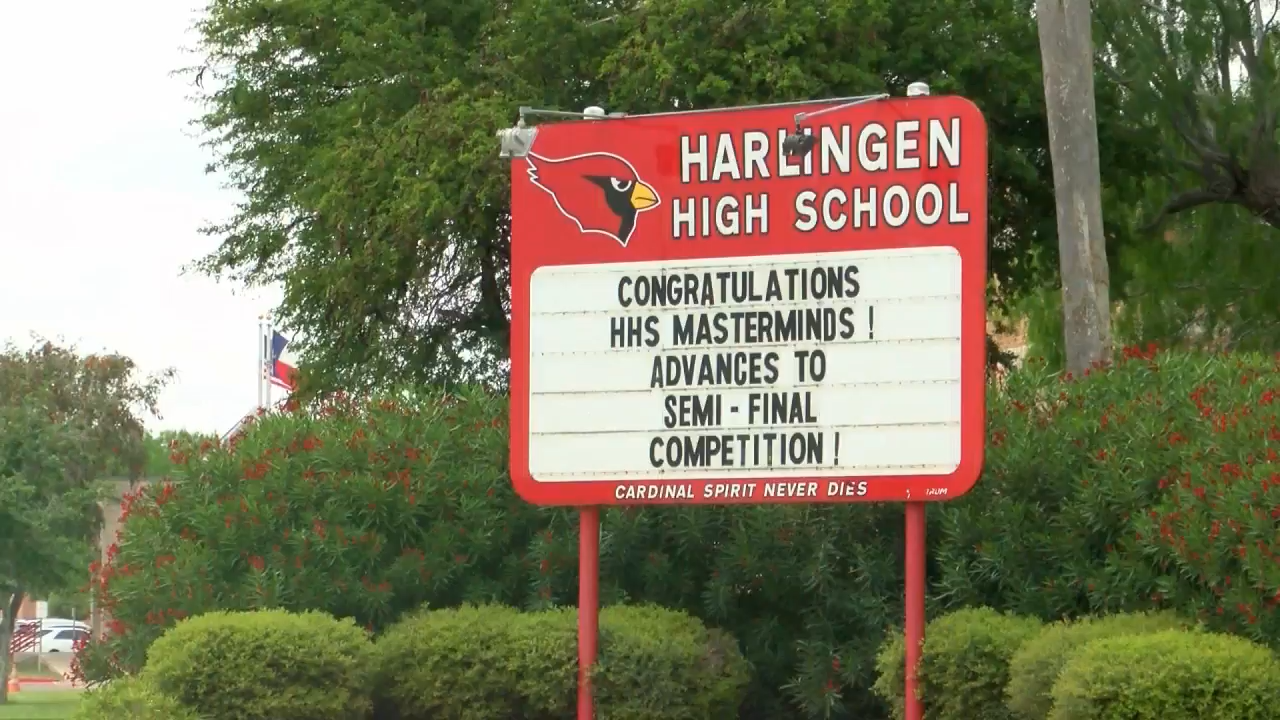 HARLINGEN
HIGH SCHOOL
CONGRATULATIONS
HHS MASTERMINDS !
ADVANCES TO
SEMI - FINAL
COMPETITION !
CARDINAL SPIRIT NEVER DIES